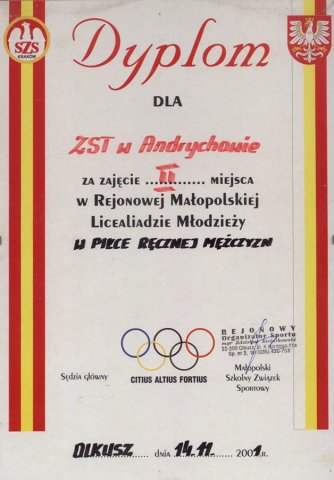 SZS
KRAKÓW
Dyplom
DLA
ZST w Andrychowie
ZA ZAJĘCIE ......II............ MIEJSCA
W REJONOWEJ MAŁOPOLSKIEJ
LICEALIADZIE MŁODZIEŻY
W PIŁCE RĘCZNEJ MĘŻCZYZN
REJONOWY
Organizator Sportu
Sędzia główny
CITIUS ALTIUS FORTIUS
Małopolski
Szkolny Związek
Sportowy
OLKUSZ dnia 14.11. 2001 R.